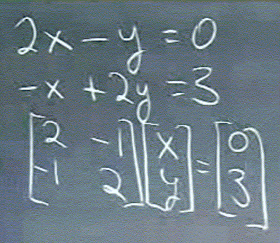 2x - y = 0
-x + 2y = 3
[2 -1] [x] = [0]
[-1 2] [y] [3]